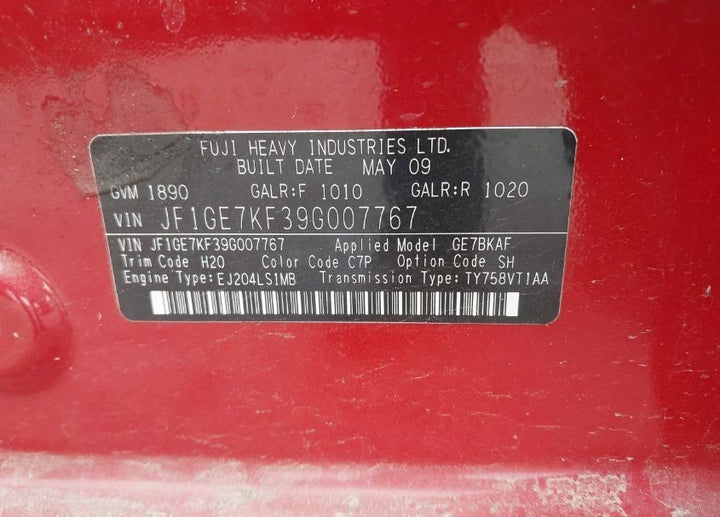 FUJI HEAVY INDUSTRIES LTD.
BUILT DATE MAY 09
GVM 1890 GALR:F 1010 GALR:R 1020
VIN JF1GE7KF39G007767
VIN JF1GE7KF39G007767 Applied Model GE7BKAF
Trim Code H20 Color Code C7P Option Code SH
Engine Type:EJ204LS1MB Transmission Type:TY758VT1AA